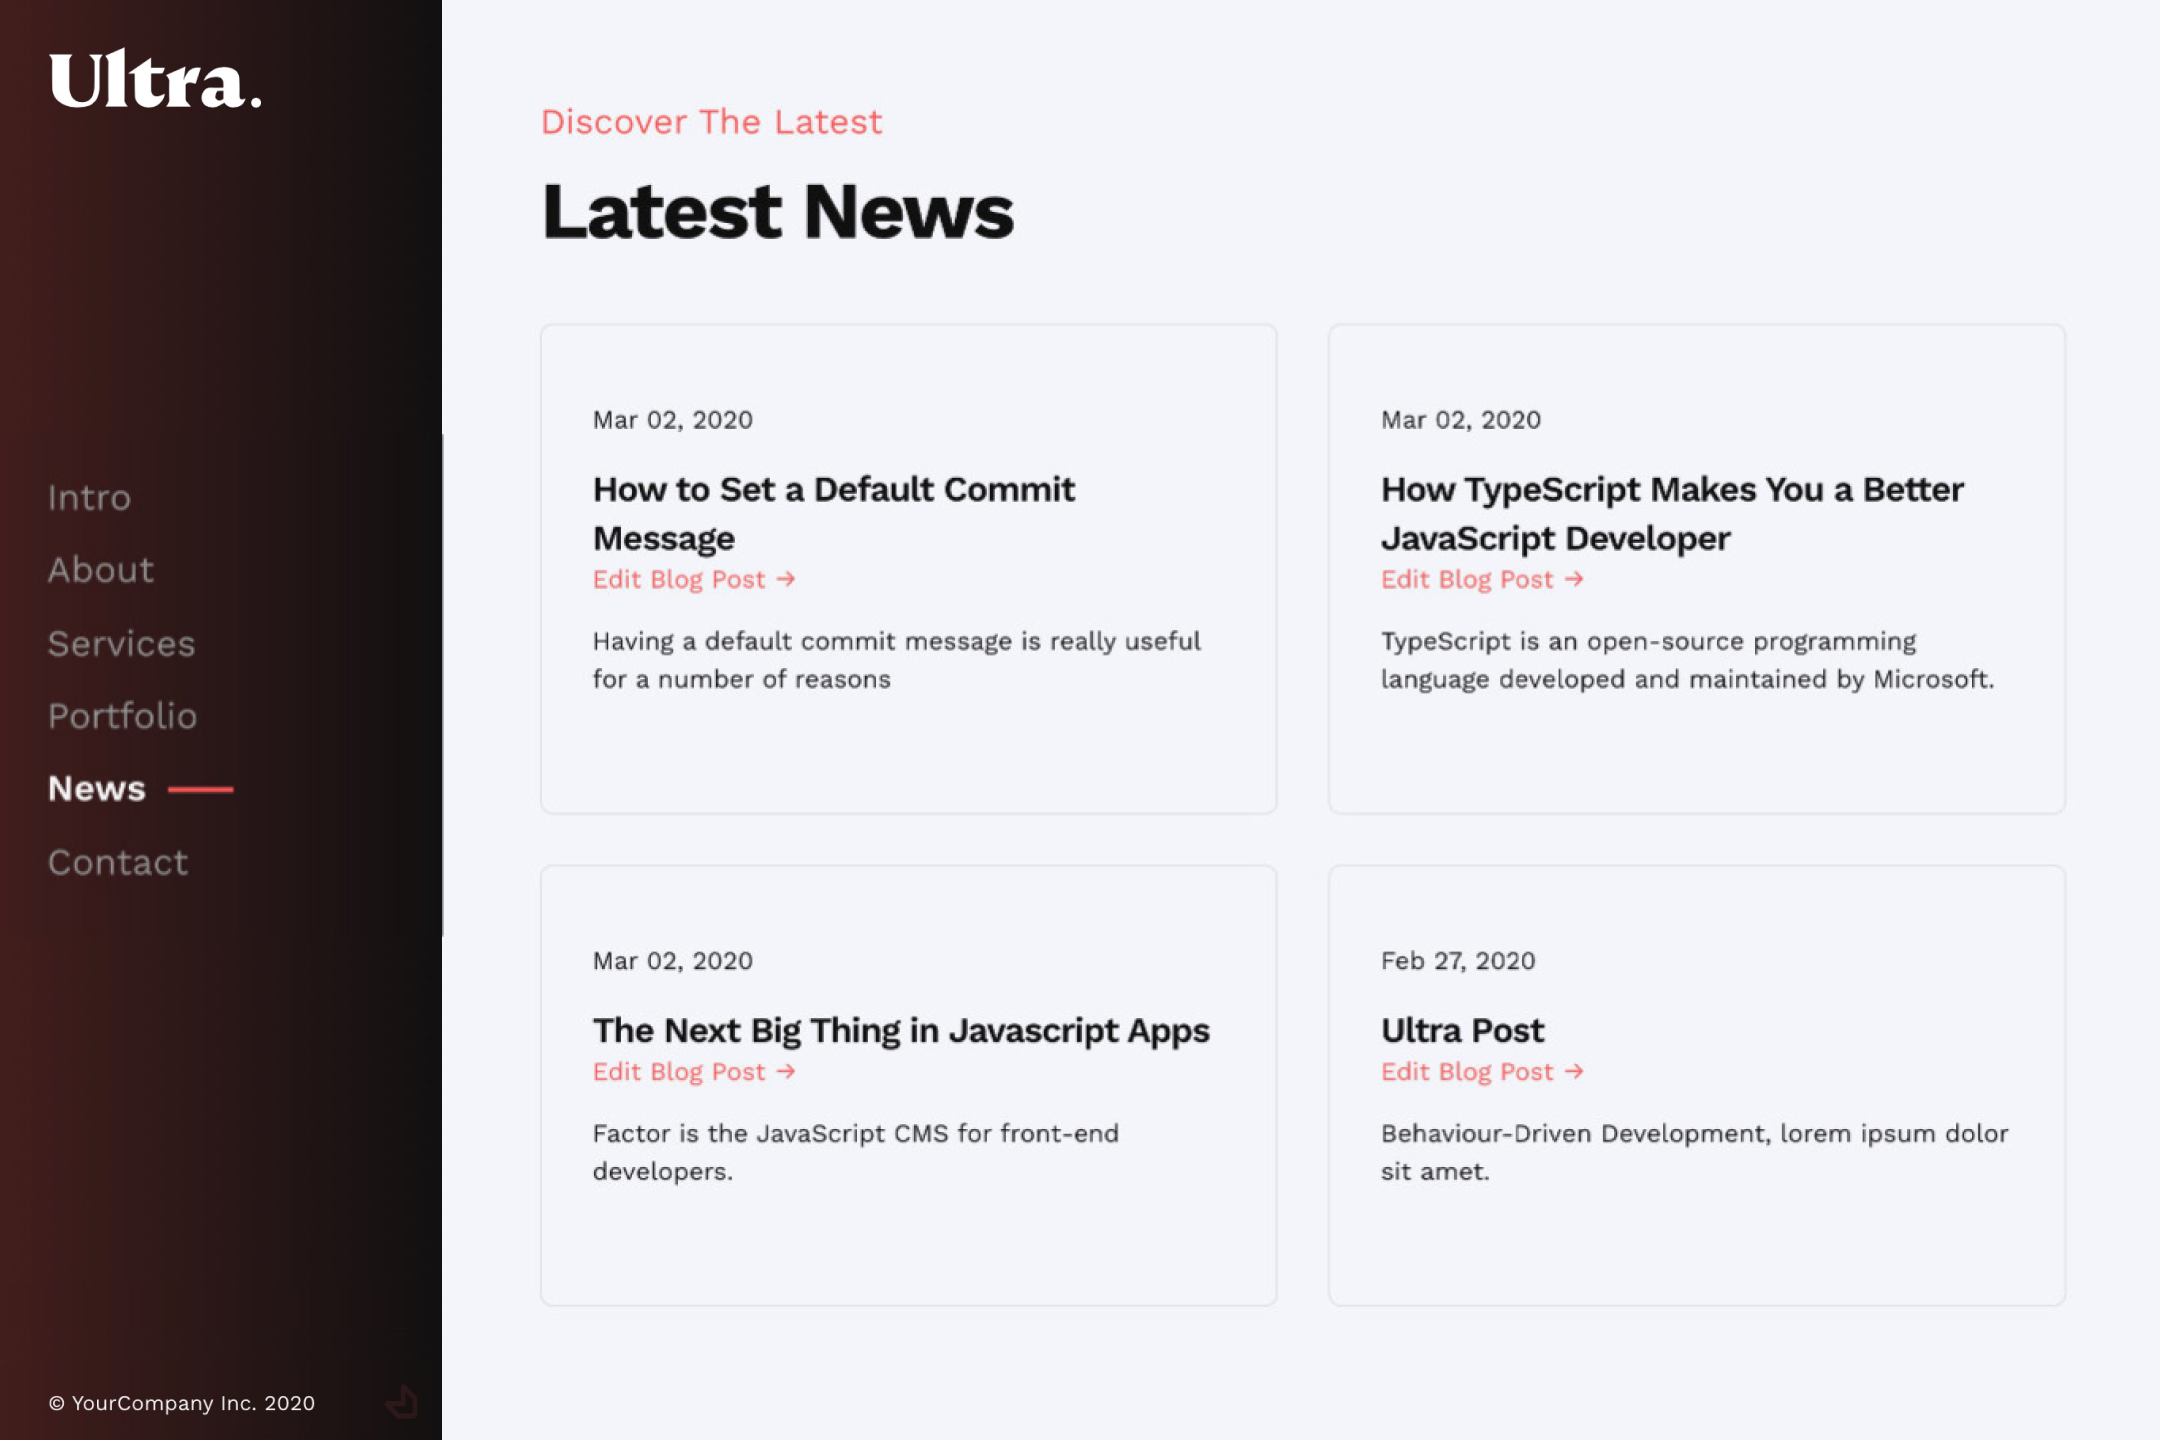 Ultra.
Intro
About
Services
Portfolio
News
Contact
© YourCompany Inc. 2020
Discover The Latest
Latest News
Mar 02, 2020
How to Set a Default Commit
Message
Edit Blog Post →
Having a default commit message is really useful
for a number of reasons
Mar 02, 2020
How TypeScript Makes You a Better
JavaScript Developer
Edit Blog Post →
TypeScript is an open-source programming
language developed and maintained by Microsoft.
Mar 02, 2020
The Next Big Thing in Javascript Apps
Edit Blog Post →
Factor is the JavaScript CMS for front-end
developers.
Feb 27, 2020
Ultra Post
Edit Blog Post →
Behaviour-Driven Development, lorem ipsum dolor
sit amet.